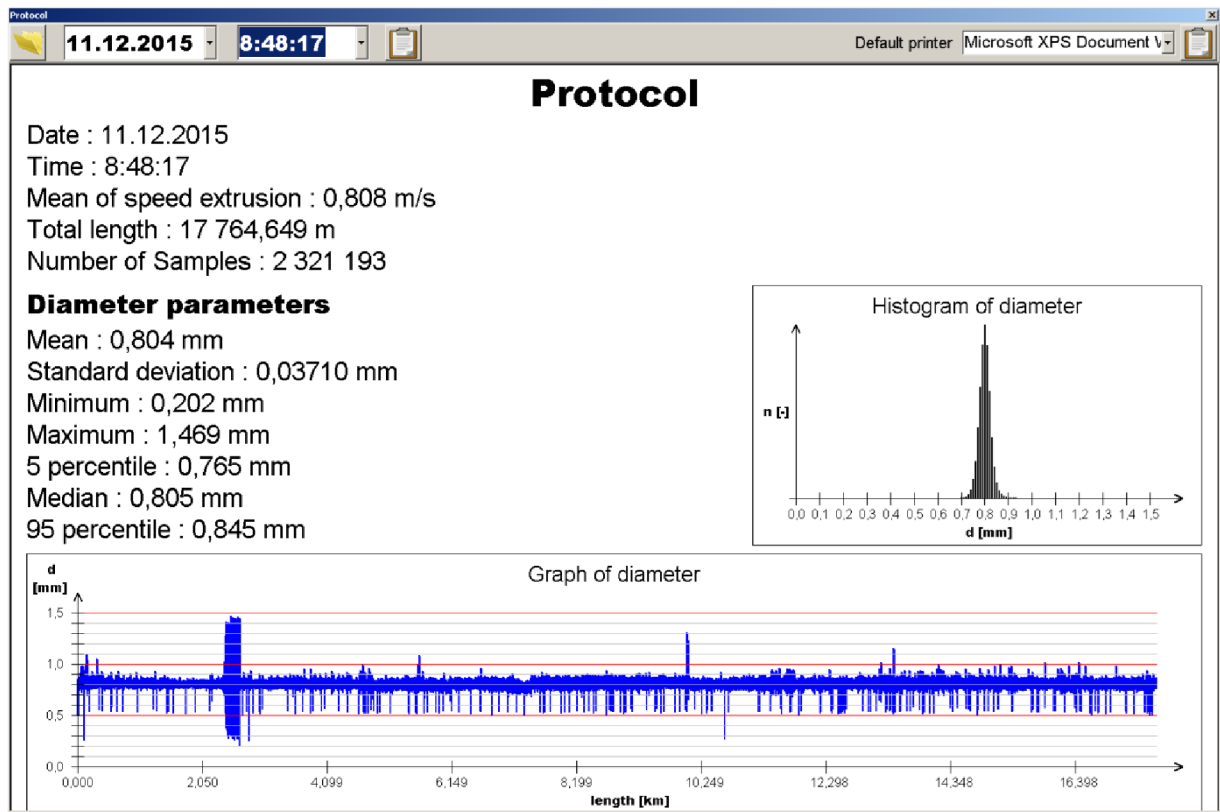 Protocol
11.12.2015
8:48:17
Default printer Microsoft XPS Document V
Protocol
Date : 11.12.2015
Time : 8:48:17
Mean of speed extrusion : 0,808 m/s
Total length : 17 764,649 m
Number of Samples : 2 321 193
Diameter parameters
Mean : 0,804 mm
Standard deviation : 0,03710 mm
Minimum : 0,202 mm
Maximum : 1,469 mm
5 percentile : 0,765 mm
Median : 0,805 mm
95 percentile : 0,845 mm
Histogram of diameter
n [-]
0,0 0,1 0,2 0,3 0,4 0,5 0,6 0,7 0,8 0,9 1,0 1,1 1,2 1,3 1,4 1,5
d [mm]
Graph of diameter
d
[mm]
1,5
1,0
0,5
0,0
0,000 2,050 4,099 6,149 8,199 10,249 12,298 14,348 16,398
length [km]